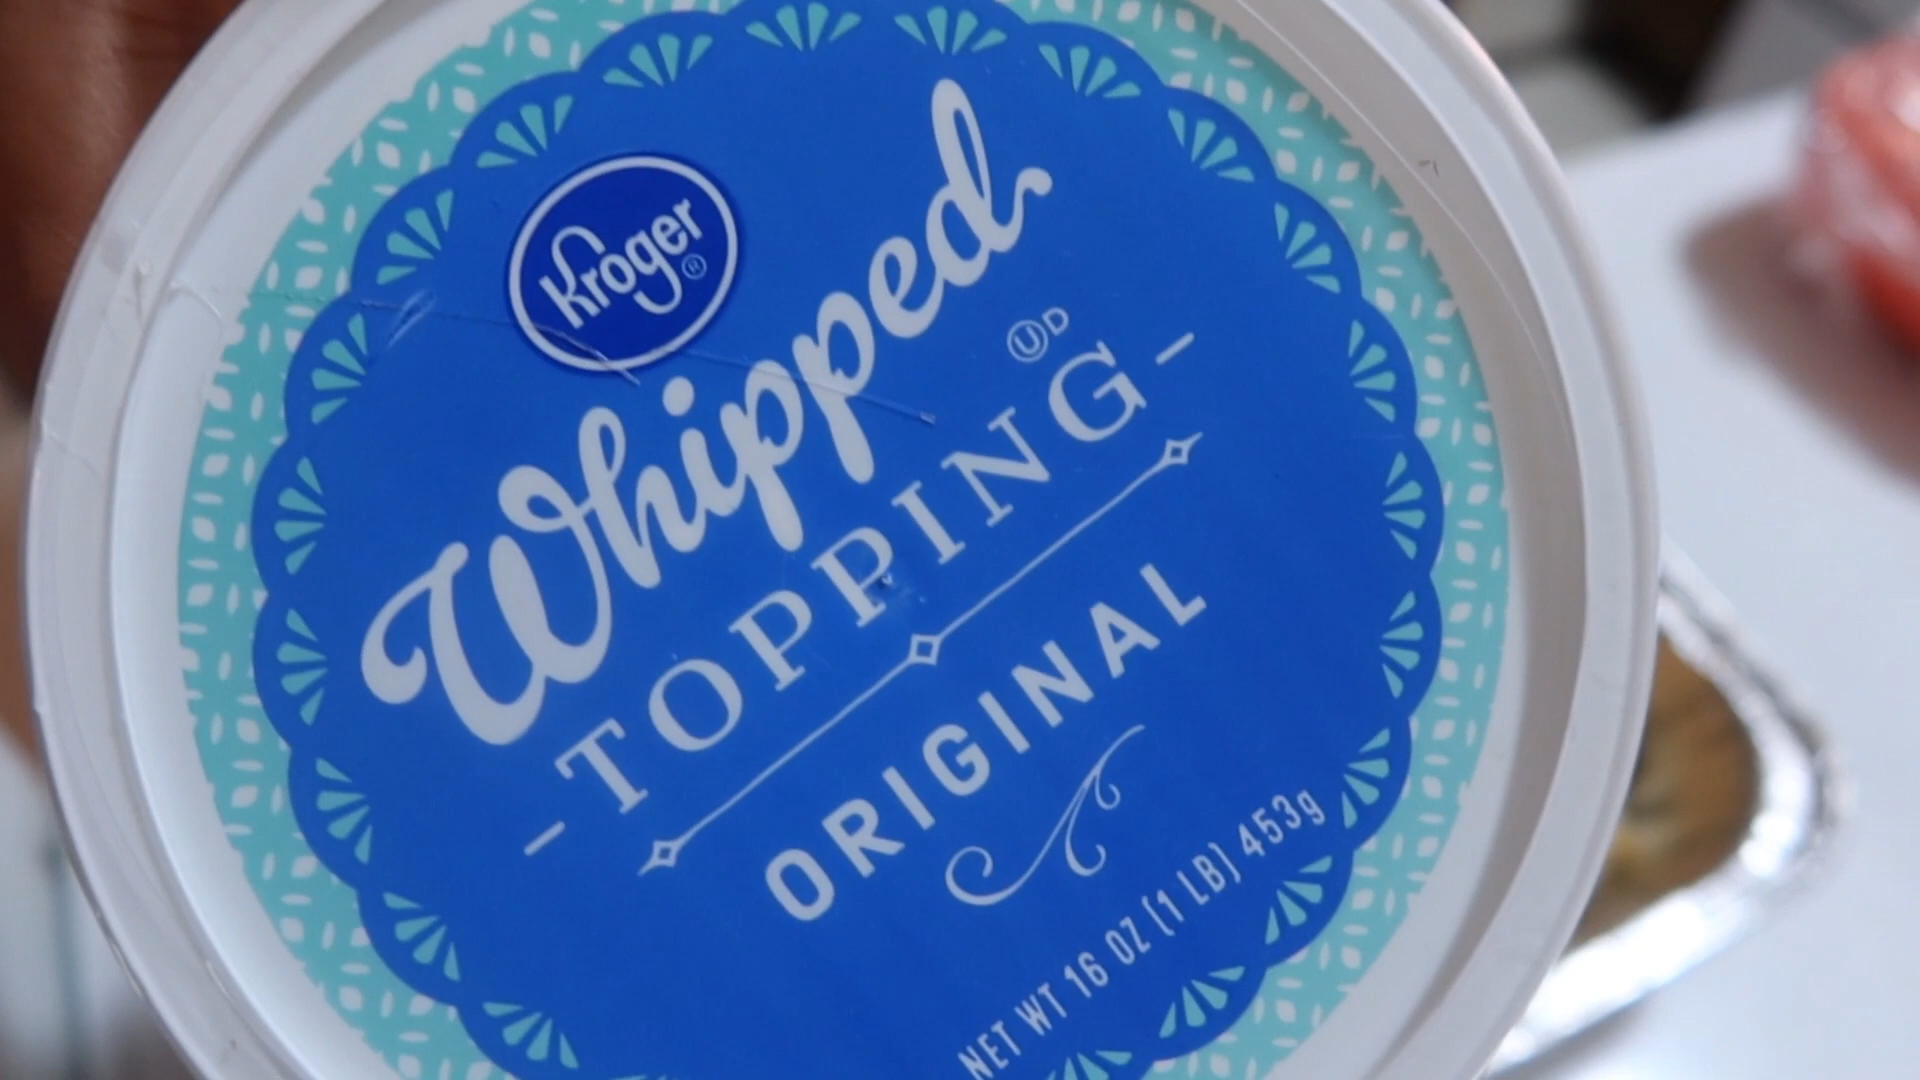 Kroger®
Whipped
UD
- TOPPING -
ORIGINAL
NET WT 16 OZ (1 LB) 453g